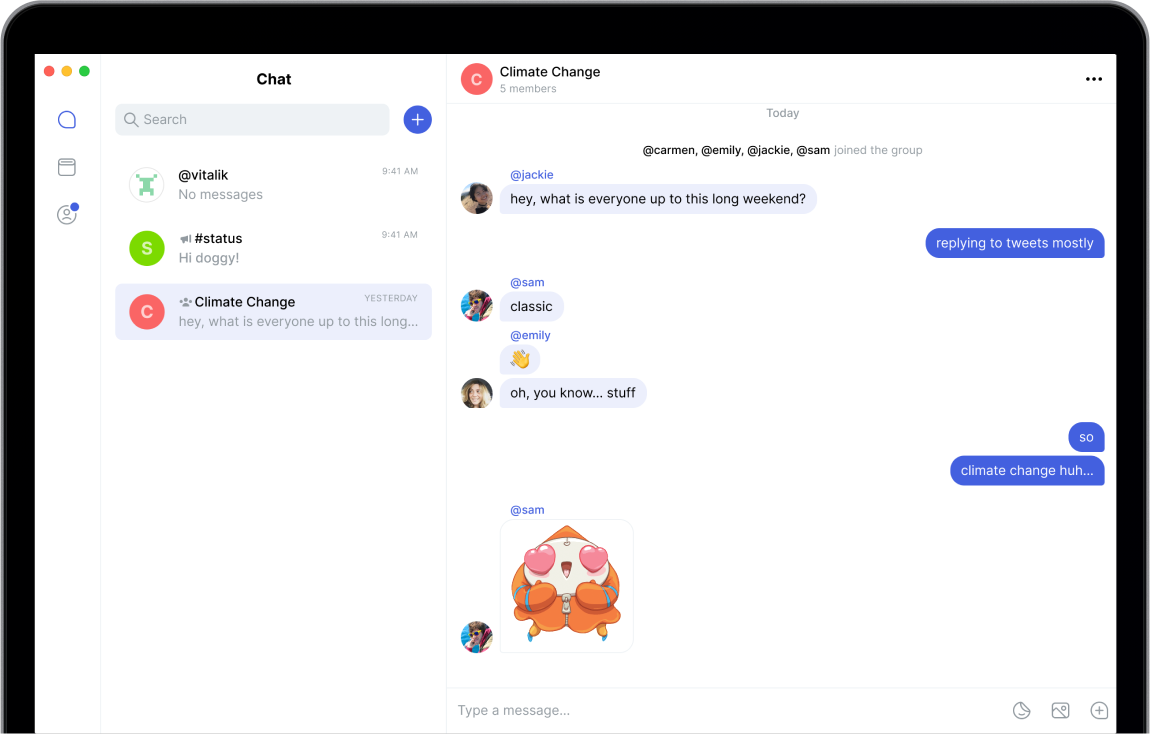 Chat
Search
@vitalik
9:41 AM
No messages
S
#status
9:41 AM
Hi doggy!
C
Climate Change
YESTERDAY
hey, what is everyone up to this long...
C
Climate Change
5 members
Today
@carmen, @emily, @jackie, @sam joined the group
@jackie
hey, what is everyone up to this long weekend?
replying to tweets mostly
@sam
classic
@emily
👋
oh, you know... stuff
so
climate change huh...
@sam
Type a message...